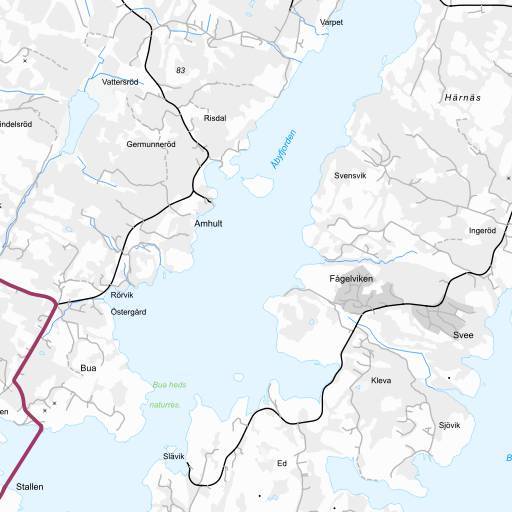 Varpet
83
Vattersröd
Härnäs
Risdal
indelsröd
Germunneröd
Åbyfjorden
Svensvik
Amhult
Ingeröd
Fågelviken
Rörvik
Östergård
Svee
Bua
Kleva
Bua heds
naturres.
en
Sjövik
Slävik
Ed
Stallen